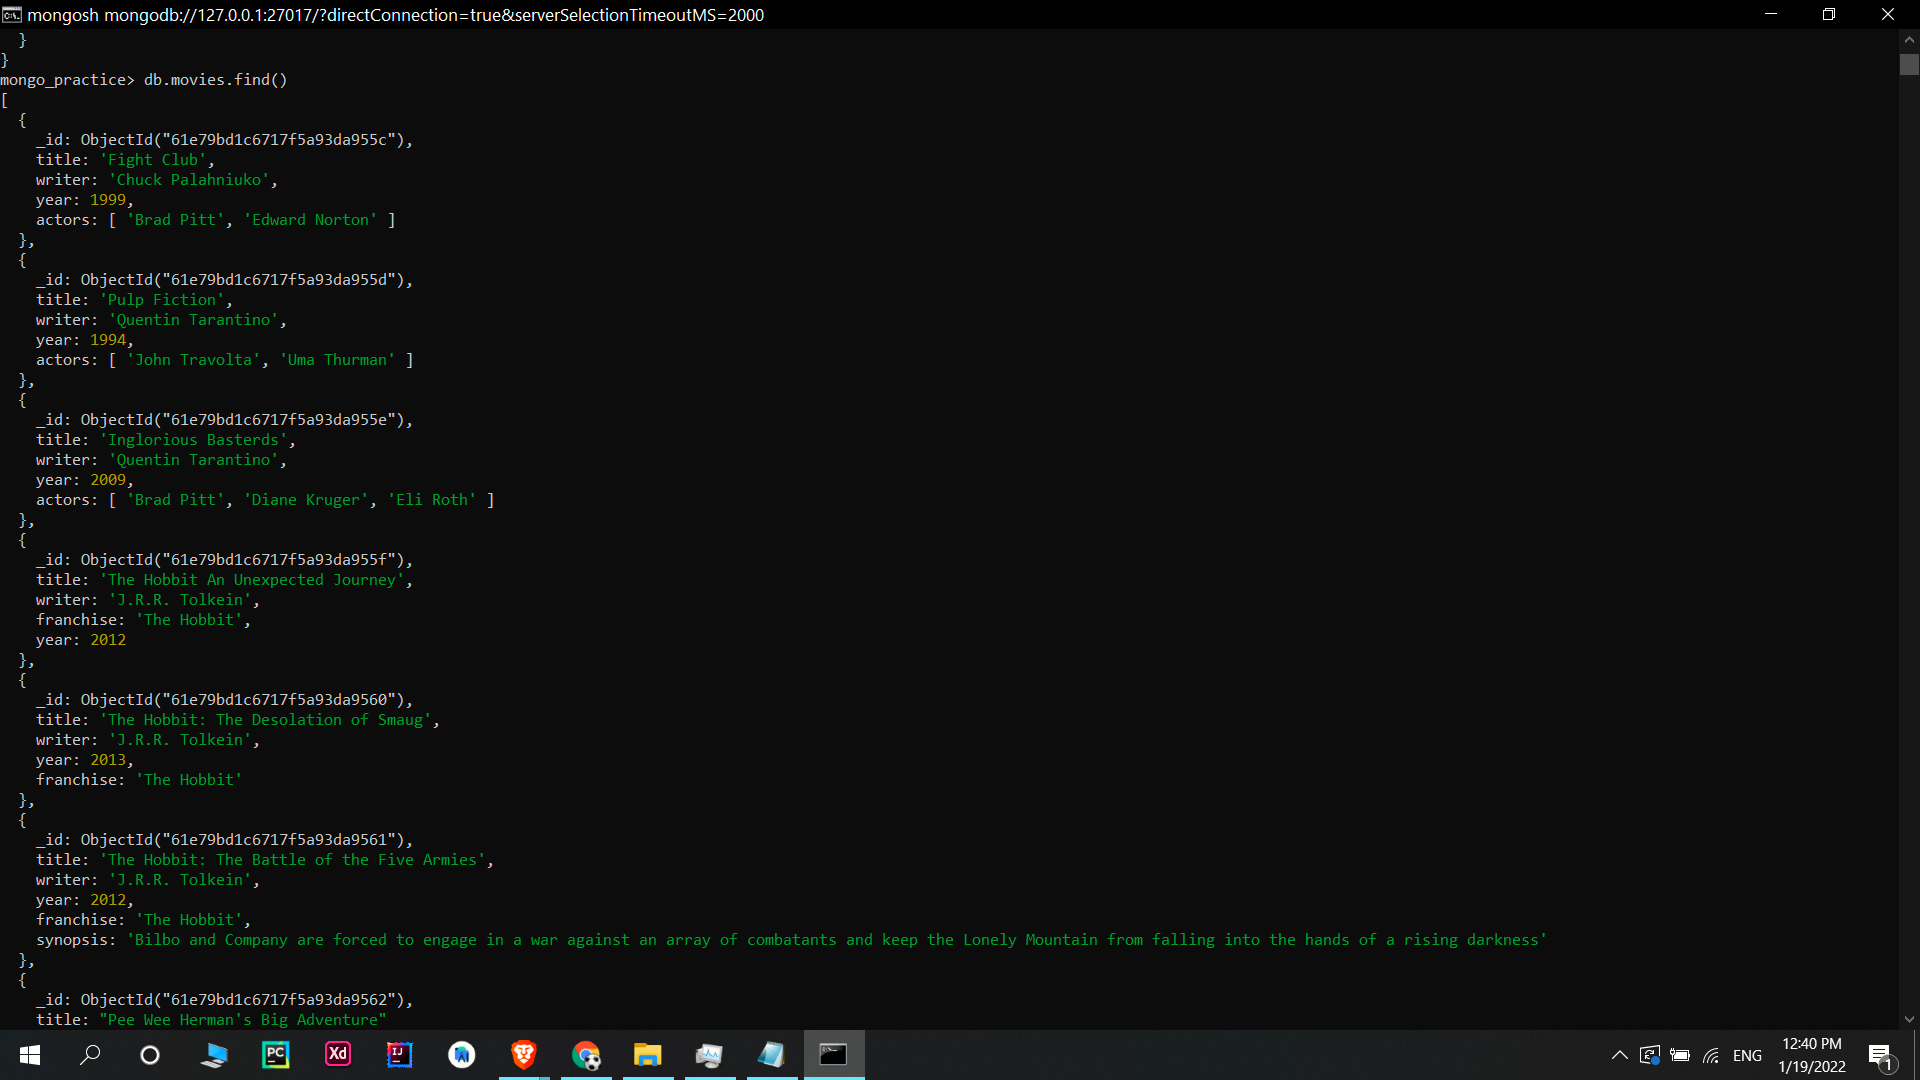 mongosh mongodb://127.0.0.1:27017/?directConnection=true&serverSelectionTimeoutMS=2000
  }
}
mongo_practice> db.movies.find()
[
  {
    _id: ObjectId("61e79bd1c6717f5a93da955c"),
    title: 'Fight Club',
    writer: 'Chuck Palahniuko',
    year: 1999,
    actors: [ 'Brad Pitt', 'Edward Norton' ]
  },
  {
    _id: ObjectId("61e79bd1c6717f5a93da955d"),
    title: 'Pulp Fiction',
    writer: 'Quentin Tarantino',
    year: 1994,
    actors: [ 'John Travolta', 'Uma Thurman' ]
  },
  {
    _id: ObjectId("61e79bd1c6717f5a93da955e"),
    title: 'Inglorious Basterds',
    writer: 'Quentin Tarantino',
    year: 2009,
    actors: [ 'Brad Pitt', 'Diane Kruger', 'Eli Roth' ]
  },
  {
    _id: ObjectId("61e79bd1c6717f5a93da955f"),
    title: 'The Hobbit An Unexpected Journey',
    writer: 'J.R.R. Tolkein',
    franchise: 'The Hobbit',
    year: 2012
  },
  {
    _id: ObjectId("61e79bd1c6717f5a93da9560"),
    title: 'The Hobbit: The Desolation of Smaug',
    writer: 'J.R.R. Tolkein',
    year: 2013,
    franchise: 'The Hobbit'
  },
  {
    _id: ObjectId("61e79bd1c6717f5a93da9561"),
    title: 'The Hobbit: The Battle of the Five Armies',
    writer: 'J.R.R. Tolkein',
    year: 2012,
    franchise: 'The Hobbit',
    synopsis: 'Bilbo and Company are forced to engage in a war against an array of combatants and keep the Lonely Mountain from falling into the hands of a rising darkness'
  },
  {
    _id: ObjectId("61e79bd1c6717f5a93da9562"),
    title: "Pee Wee Herman's Big Adventure"
PC
Xd
IJ
ENG
12:40 PM
1/19/2022
1